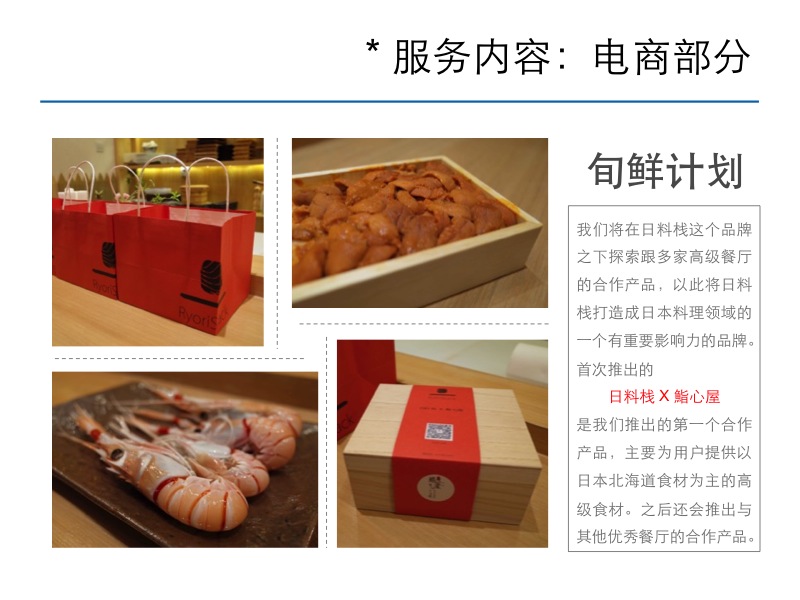 * 服务内容：电商部分
旬鲜计划
我们将在日料栈这个品牌
之下探索跟多家高级餐厅
的合作产品，以此将日料
栈打造成日本料理领域的
一个有重要影响力的品牌。
首次推出的
日料栈 X 鮨心屋
是我们推出的第一个合作
产品，主要为用户提供以
日本北海道食材为主的高
级食材。之后还会推出与
其他优秀餐厅的合作产品。